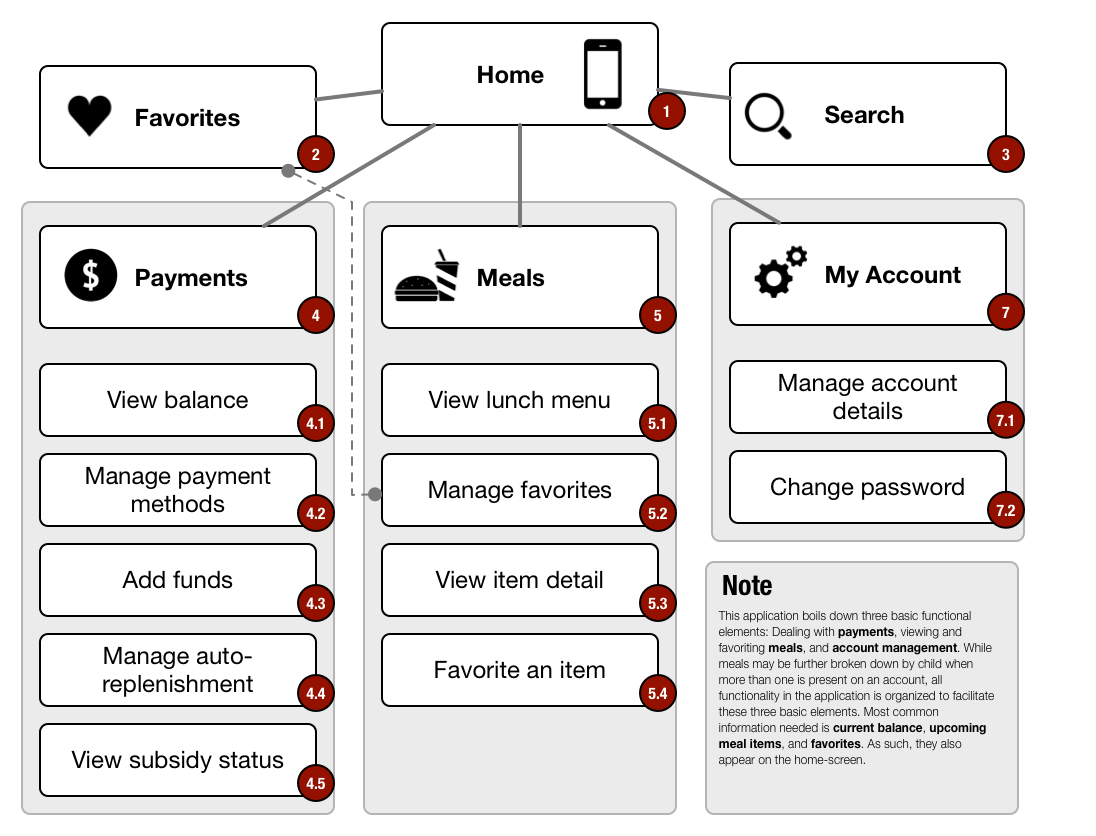 Home
1
Favorites
2
Search
3
Payments
4
View balance
4.1
Manage payment
methods
4.2
Add funds
4.3
Manage auto-
replenishment
4.4
View subsidy status
4.5
Meals
5
View lunch menu
5.1
Manage favorites
5.2
View item detail
5.3
Favorite an item
5.4
My Account
7
Manage account
details
7.1
Change password
7.2
Note
This application boils down three basic functional
elements: Dealing with payments, viewing and
favoriting meals, and account management. While
meals may be further broken down by child when
more than one is present on an account, all
functionality in the application is organized to facilitate
these three basic elements. Most common
information needed is current balance, upcoming
meal items, and favorites. As such, they also
appear on the home-screen.